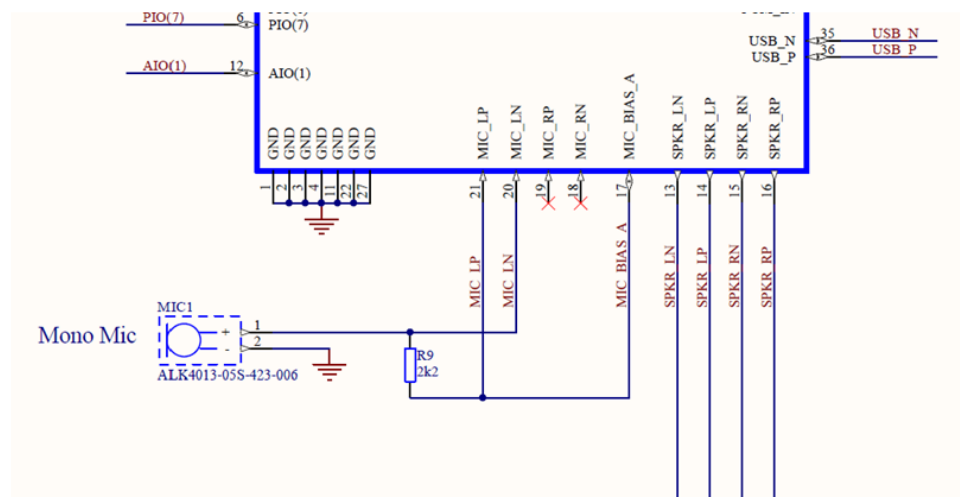 PIO(7)
6
PIO(7)
AIO(1)
12
AIO(1)
USB_N
35
USB_N
USB_P
36
USB_P
GND
GND
GND
GND
GND
GND
GND
MIC_LP
MIC_LN
MIC_RP
MIC_RN
MIC_BIAS_A
SPKR_LN
SPKR_LP
SPKR_RN
SPKR_RP
1
2
3
4
11
22
27
21
20
19
18
17
13
14
15
16
MIC_LP
MIC_LN
MIC_BIAS_A
SPKR_LN
SPKR_LP
SPKR_RN
SPKR_RP
Mono Mic
MIC1
+
1
-
2
ALK4013-05S-423-006
R9
2k2